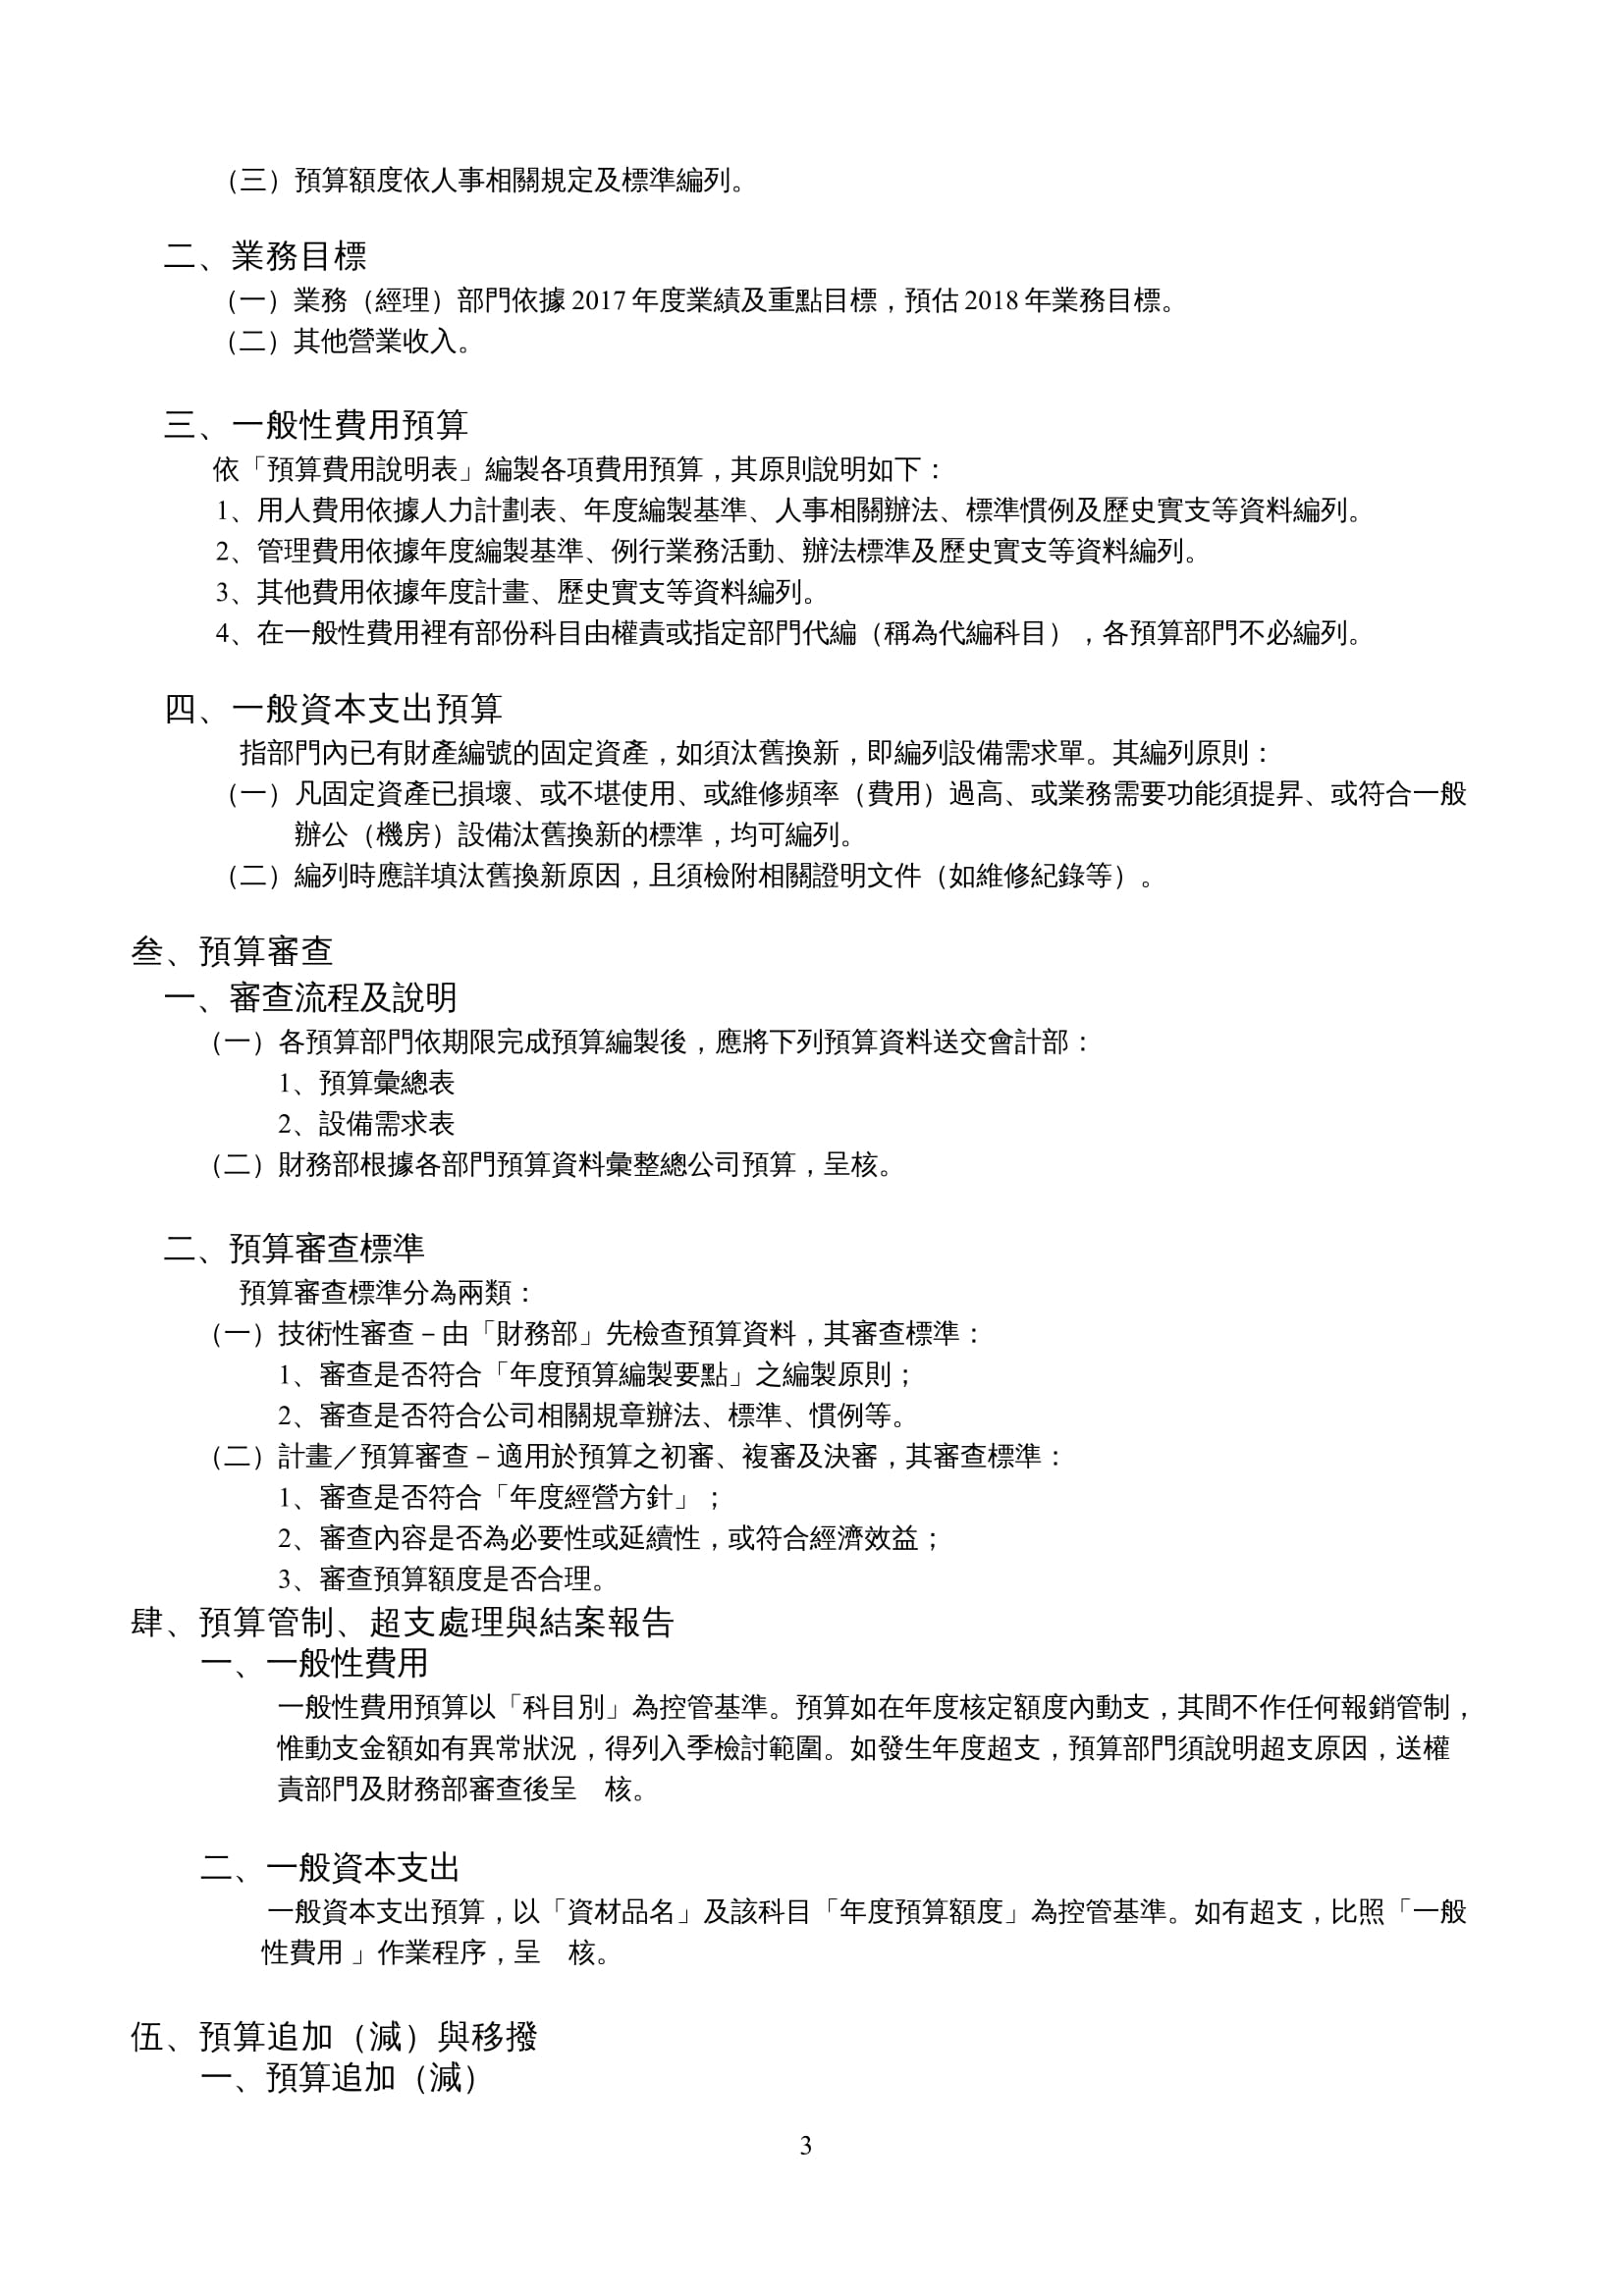 （三）預算額度依人事相關規定及標準編列。
二、業務目標
（一）業務（經理）部門依據 2017 年度業績及重點目標，預估 2018 年業務目標。
（二）其他營業收入。
三、一般性費用預算
依「預算費用說明表」編製各項費用預算，其原則說明如下：
1、用人費用依據人力計劃表、年度編製基準、人事相關辦法、標準慣例及歷史實支等資料編列。
2、管理費用依據年度編製基準、例行業務活動、辦法標準及歷史實支等資料編列。
3、其他費用依據年度計畫、歷史實支等資料編列。
4、在一般性費用裡有部份科目由權責或指定部門代編（稱為代編科目），各預算部門不必編列。
四、一般資本支出預算
指部門內已有財產編號的固定資產，如須汰舊換新，即編列設備需求單。其編列原則：
（一）凡固定資產已損壞、或不堪使用、或維修頻率（費用）過高、或業務需要功能須提昇、或符合一般
辦公（機房）設備汰舊換新的標準，均可編列。
（二）編列時應詳填汰舊換新原因，且須檢附相關證明文件（如維修紀錄等）。
叁、預算審查
一、審查流程及說明
（一）各預算部門依期限完成預算編製後，應將下列預算資料送交會計部：
1、預算彙總表
2、設備需求表
（二）財務部根據各部門預算資料彙整總公司預算，呈核。
二、預算審查標準
預算審查標準分為兩類：
（一）技術性審查－由「財務部」先檢查預算資料，其審查標準：
1、審查是否符合「年度預算編製要點」之編製原則；
2、審查是否符合公司相關規章辦法、標準、慣例等。
（二）計畫／預算審查－適用於預算之初審、複審及決審，其審查標準：
1、審查是否符合「年度經營方針」；
2、審查內容是否為必要性或延續性，或符合經濟效益；
3、審查預算額度是否合理。
肆、預算管制、超支處理與結案報告
一、一般性費用
一般性費用預算以「科目別」為控管基準。預算如在年度核定額度內動支，其間不作任何報銷管制，
惟動支金額如有異常狀況，得列入季檢討範圍。如發生年度超支，預算部門須說明超支原因，送權
責部門及財務部審查後呈　核。
二、一般資本支出
一般資本支出預算，以「資材品名」及該科目「年度預算額度」為控管基準。如有超支，比照「一般
性費用 」作業程序，呈　核。
伍、預算追加（減）與移撥
一、預算追加（減）
3